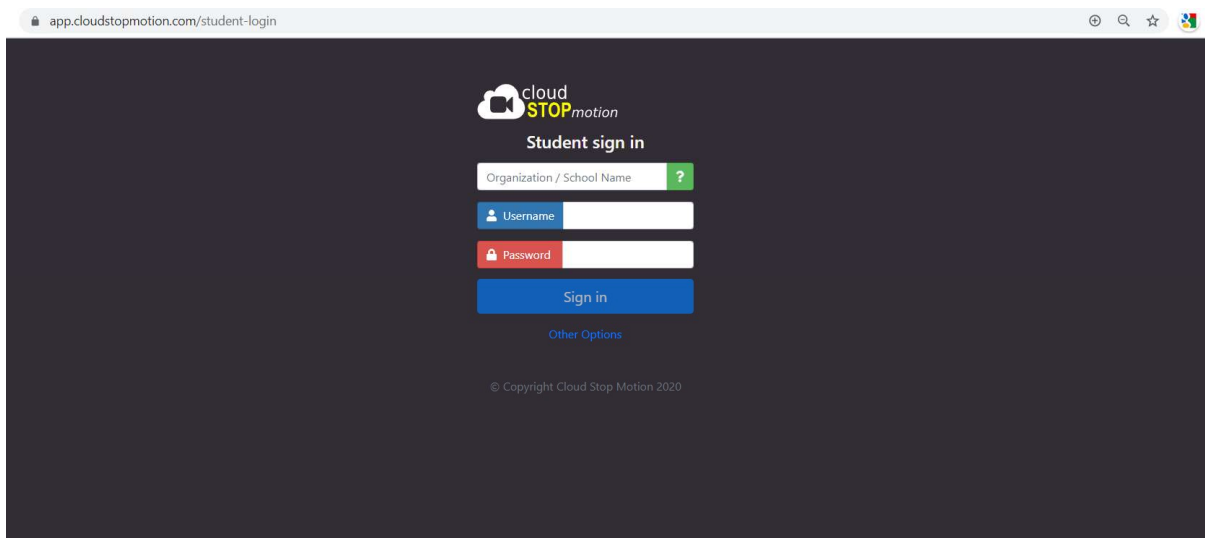 app.cloudstopmotion.com/student-login
cloud
STOPmotion
Student sign in
Organization / School Name ?
Username
Password
Sign in
Other Options
© Copyright Cloud Stop Motion 2020